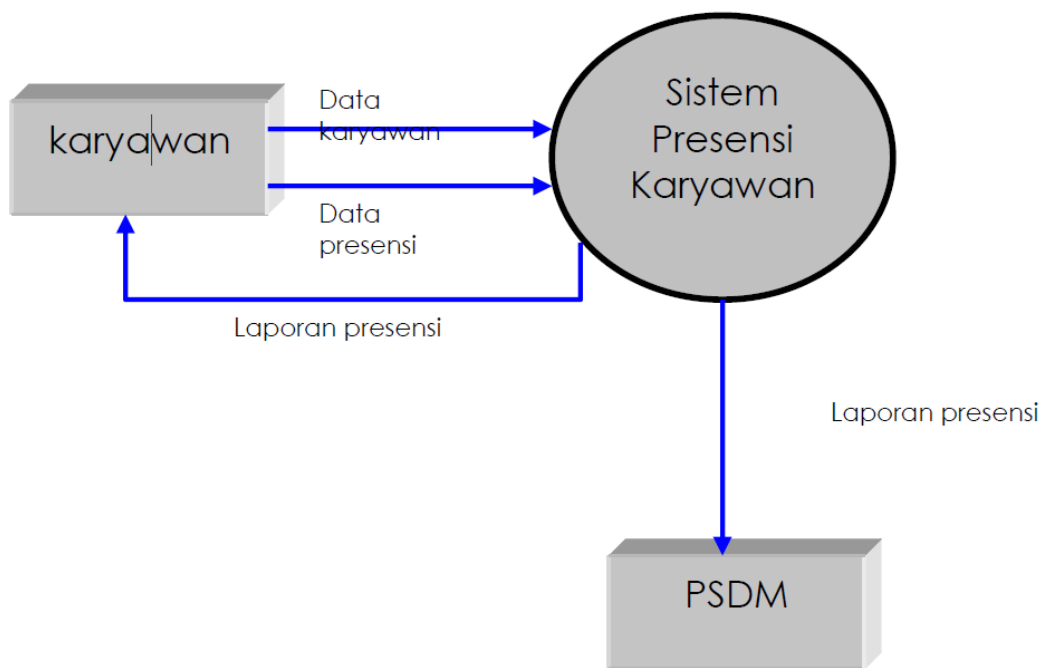 karyawan
Data
karyawan
Sistem
Presensi
Karyawan
Data
presensi
Laporan presensi
Laporan presensi
PSDM